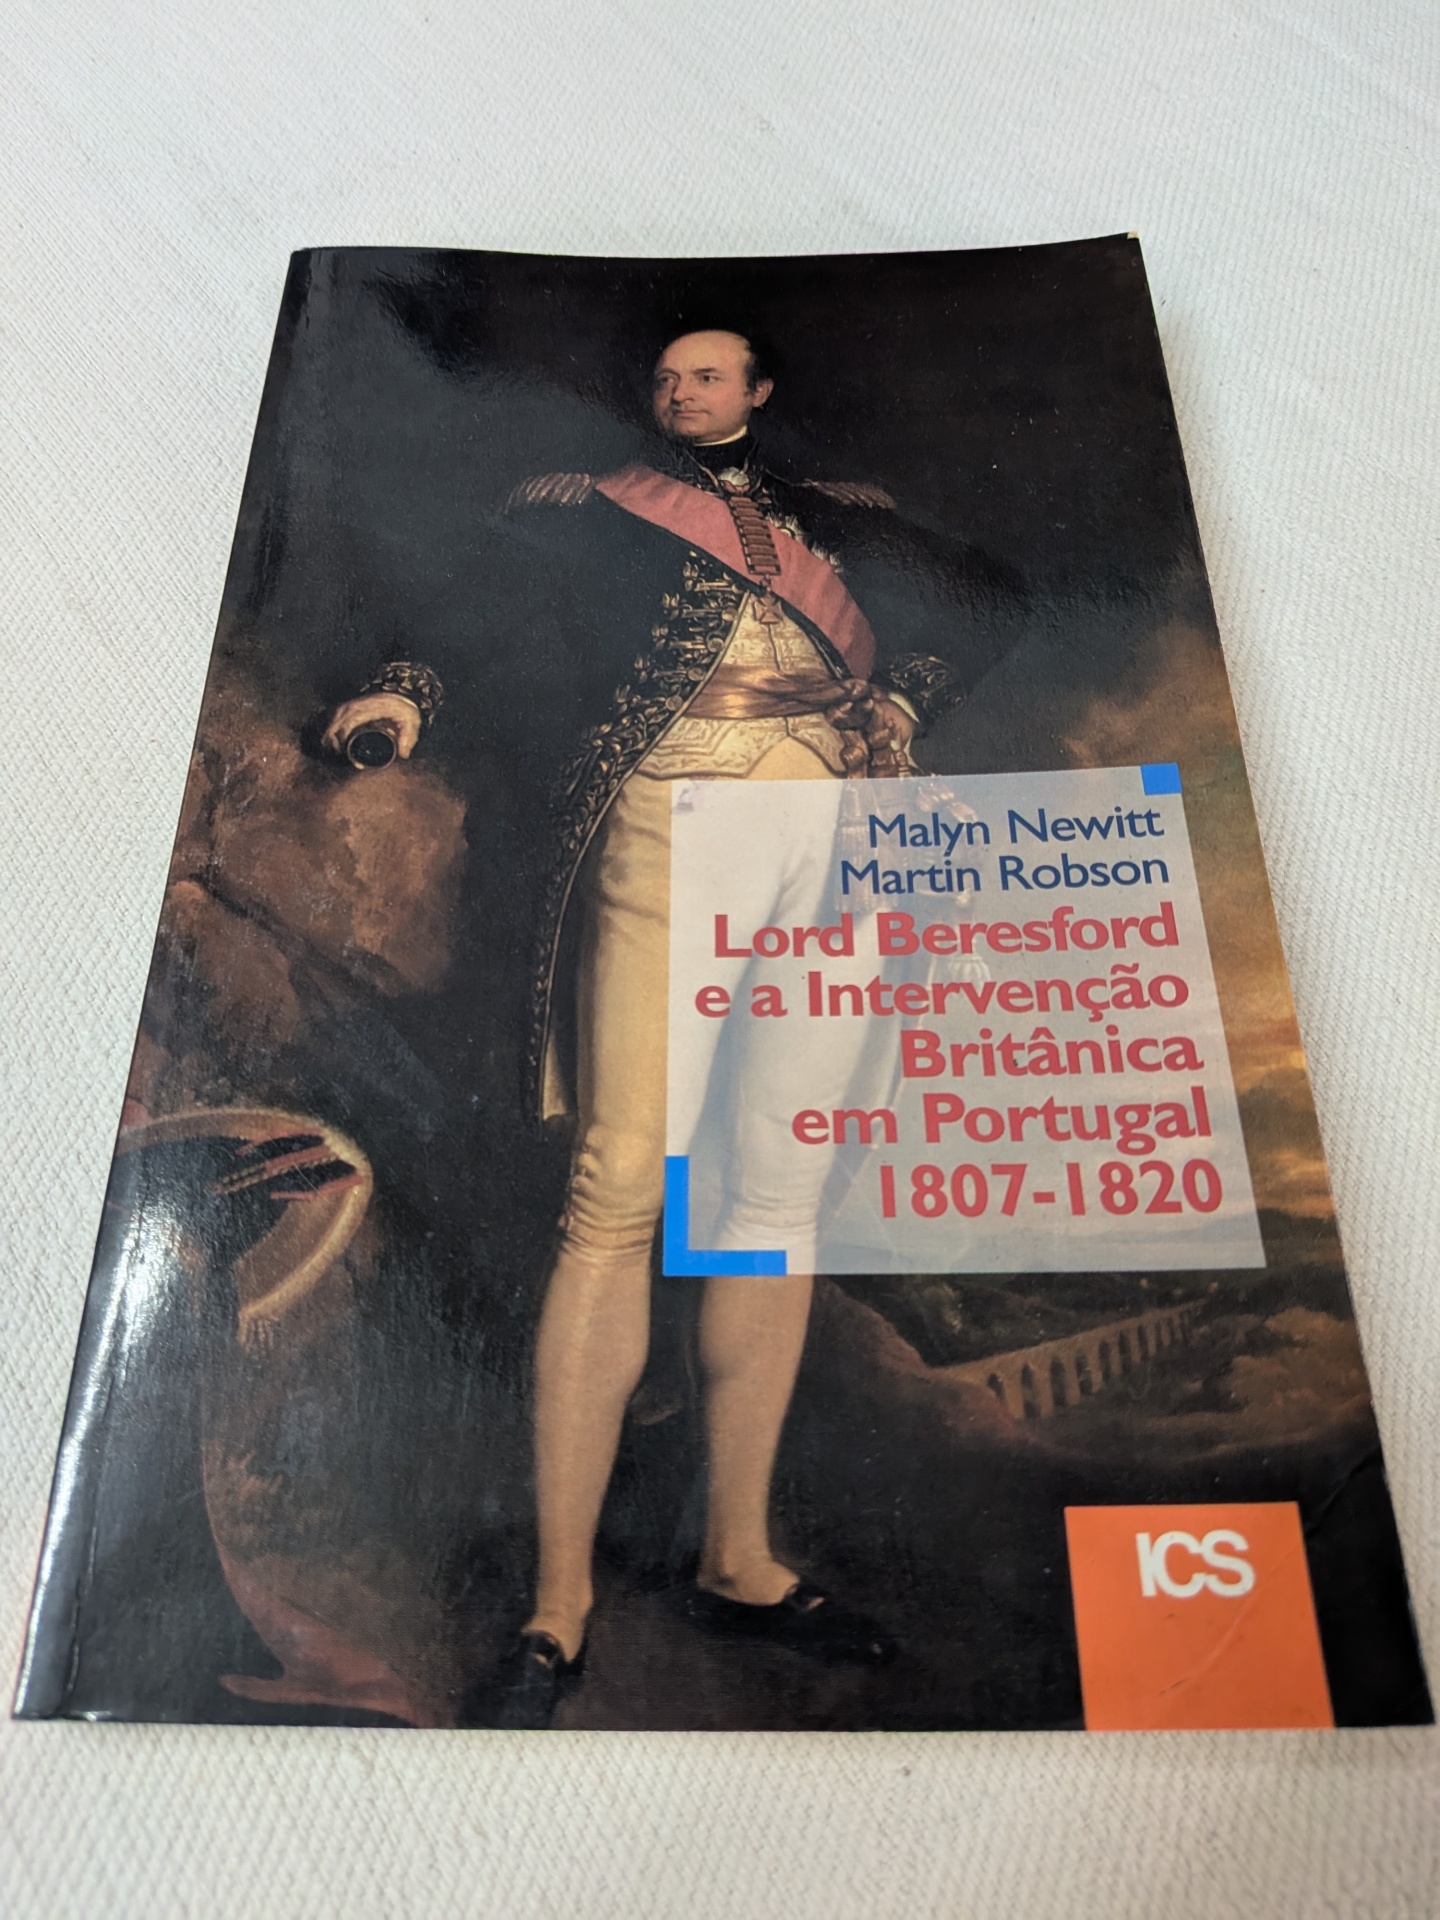 Malyn Newitt
Martin Robson
Lord Beresford
e a Intervenção
Britânica
em Portugal
1807-1820
ICS